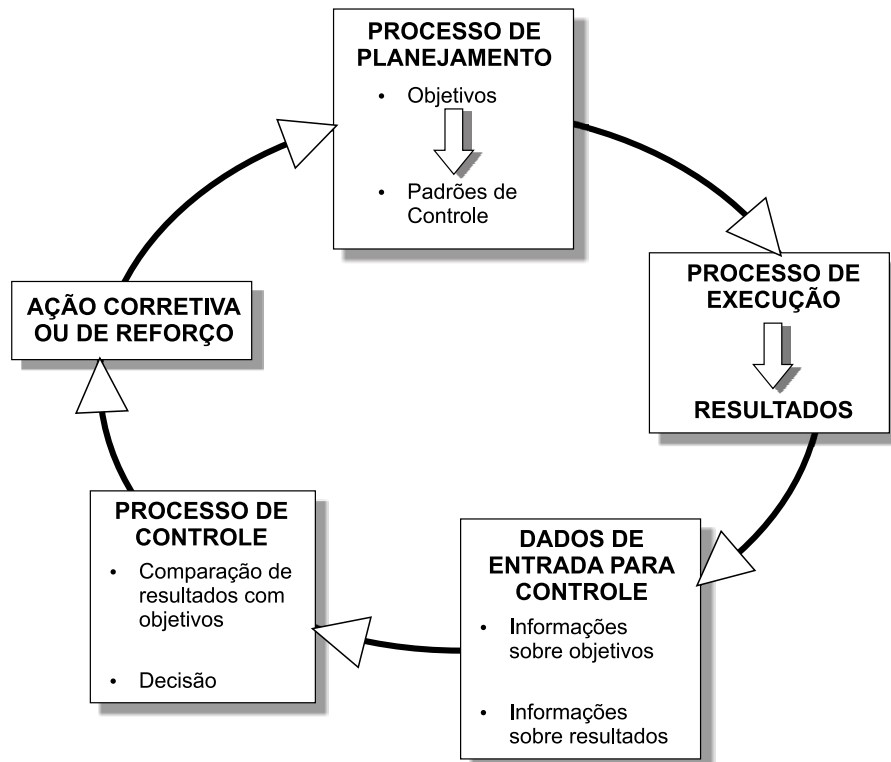 PROCESSO DE
PLANEJAMENTO
• Objetivos
• Padrões de
Controle
PROCESSO DE
EXECUÇÃO
RESULTADOS
DADOS DE
ENTRADA PARA
CONTROLE
• Informações
sobre objetivos
• Informações
sobre resultados
PROCESSO DE
CONTROLE
• Comparação de
resultados com
objetivos
• Decisão
AÇÃO CORRETIVA
OU DE REFORÇO